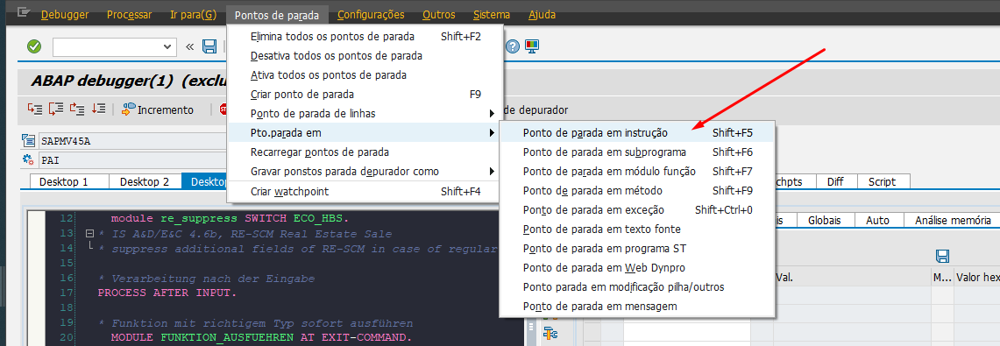 Debugger Processar Ir para(G) Pontos de parada Configurações Outros Sistema Ajuda
Elimina todos os pontos de parada Shift+F2
Desativa todos os pontos de parada
Ativa todos os pontos de parada
Criar ponto de parada F9
Ponto de parada de linhas
Pto.parada em
Recarregar pontos de parada
Gravar ponstos parada depurador como
Criar watchpoint Shift+F4
Ponto de parada em instrução Shift+F5
Ponto de parada em subprograma Shift+F6
Ponto de parada em módulo função Shift+F7
Ponto de parada em método Shift+F9
Ponto de parada em exceção Shift+Ctrl+0
Ponto de parada em texto fonte
Ponto de parada em programa ST
Ponto de parada em Web Dynpro
Ponto parada em modificação pilha/outros
Ponto de parada em mensagem
ABAP debugger(1) (exclu
Incremento de depurador
SAPMV45A
PAI
Desktop 1 Desktop 2 Diff Script
Globais Auto Análise memória
Val. M... Valor hex
12 module re_suppress SWITCH ECO_HBS.
13 * IS A&D/E&C 4.6b, RE-SCM Real Estate Sale
14 * suppress additional fields of RE-SCM in case of regular
15
16 * Verarbeitung nach der Eingabe
17 PROCESS AFTER INPUT.
18
19 * Funktion mit richtigem Typ sofort ausführen
20 MODULE FUNKTION_AUSFUEHREN AT EXIT-COMMAND.